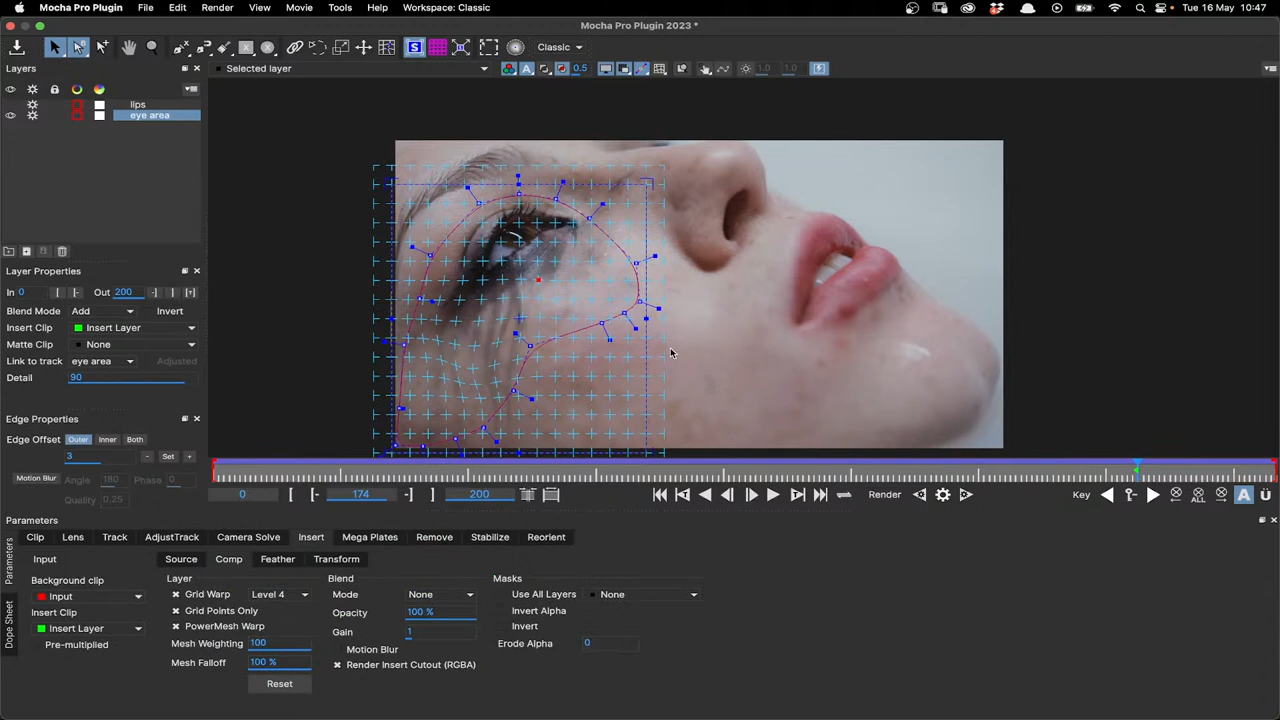 Mocha Pro Plugin File Edit Render View Movie Tools Help Workspace: Classic Tue 16 May 10:47
Mocha Pro Plugin 2023 *
S Classic
Layers Selected layer A 0.5 1.0 1.0
lips
eye area
Layer Properties
In 0 Out 200
Blend Mode Add Invert
Insert Clip Insert Layer
Matte Clip None
Link to track eye area Adjusted
Detail 90
Edge Properties
Edge Offset Outer Inner Both
3 - Set +
Motion Blur Angle 180 Phase 0
Quality 0.25
0 174 200 Render Key ALL A Ü
Parameters
Clip Lens Track AdjustTrack Camera Solve Insert Mega Plates Remove Stabilize Reorient
Parameters
Dope Sheet
Input Source Comp Feather Transform
Background clip
Input
Insert Clip
Insert Layer
Pre-multiplied
Layer
Grid Warp Level 4
Grid Points Only
PowerMesh Warp
Mesh Weighting 100
Mesh Falloff 100 %
Reset
Blend
Mode None
Opacity 100 %
Gain 1
Motion Blur
Render Insert Cutout (RGBA)
Masks
Use All Layers None
Invert Alpha
Invert
Erode Alpha 0